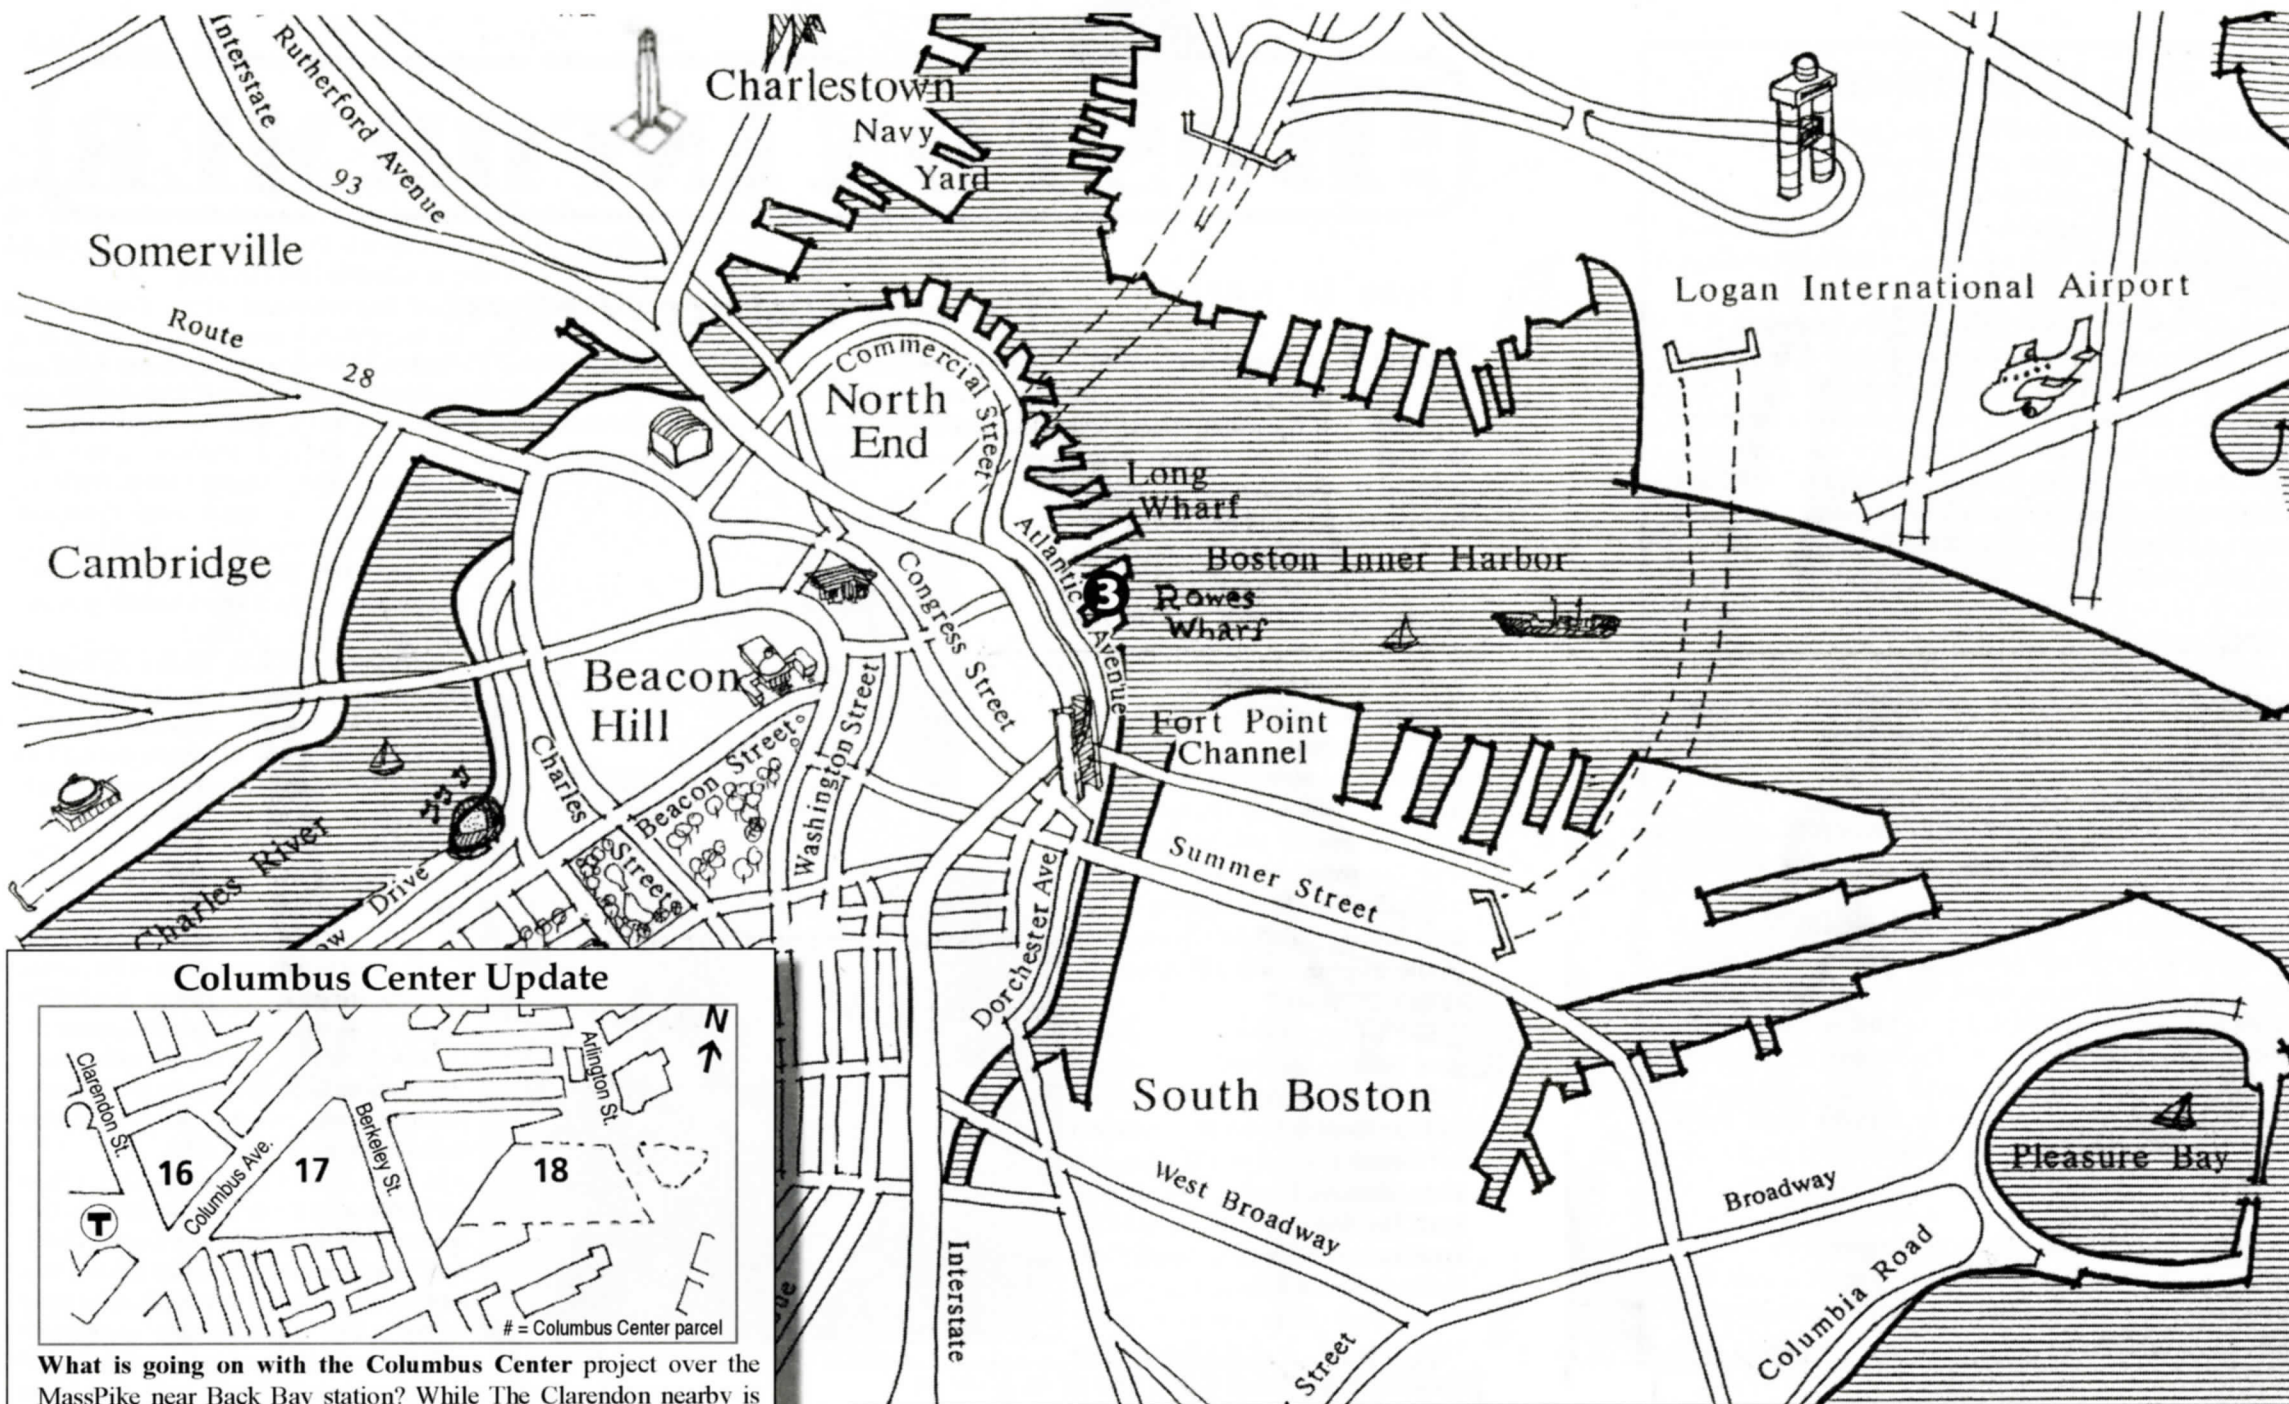 Charlestown
Navy
Yard
Interstate
93
Rutherford Avenue
Somerville
Route
28
Logan International Airport
Commercial Street
North
End
Long
Wharf
Atlantic
Avenue
Boston Inner Harbor
3
Rowes
Wharf
Cambridge
Congress Street
Beacon
Hill
Washington Street
Beacon Street
Charles
Street
Fort Point
Channel
Charles River
Drive
Summer Street
Dorchester Ave
South Boston
West Broadway
Broadway
Pleasure Bay
Columbia Road
Interstate
Street
Columbus Center Update
N
Clarendon St.
Arlington St.
Berkeley St.
Columbus Ave.
16
17
18
T
# = Columbus Center parcel
What is going on with the Columbus Center project over the
MassPike near Back Bay station? While The Clarendon nearby is